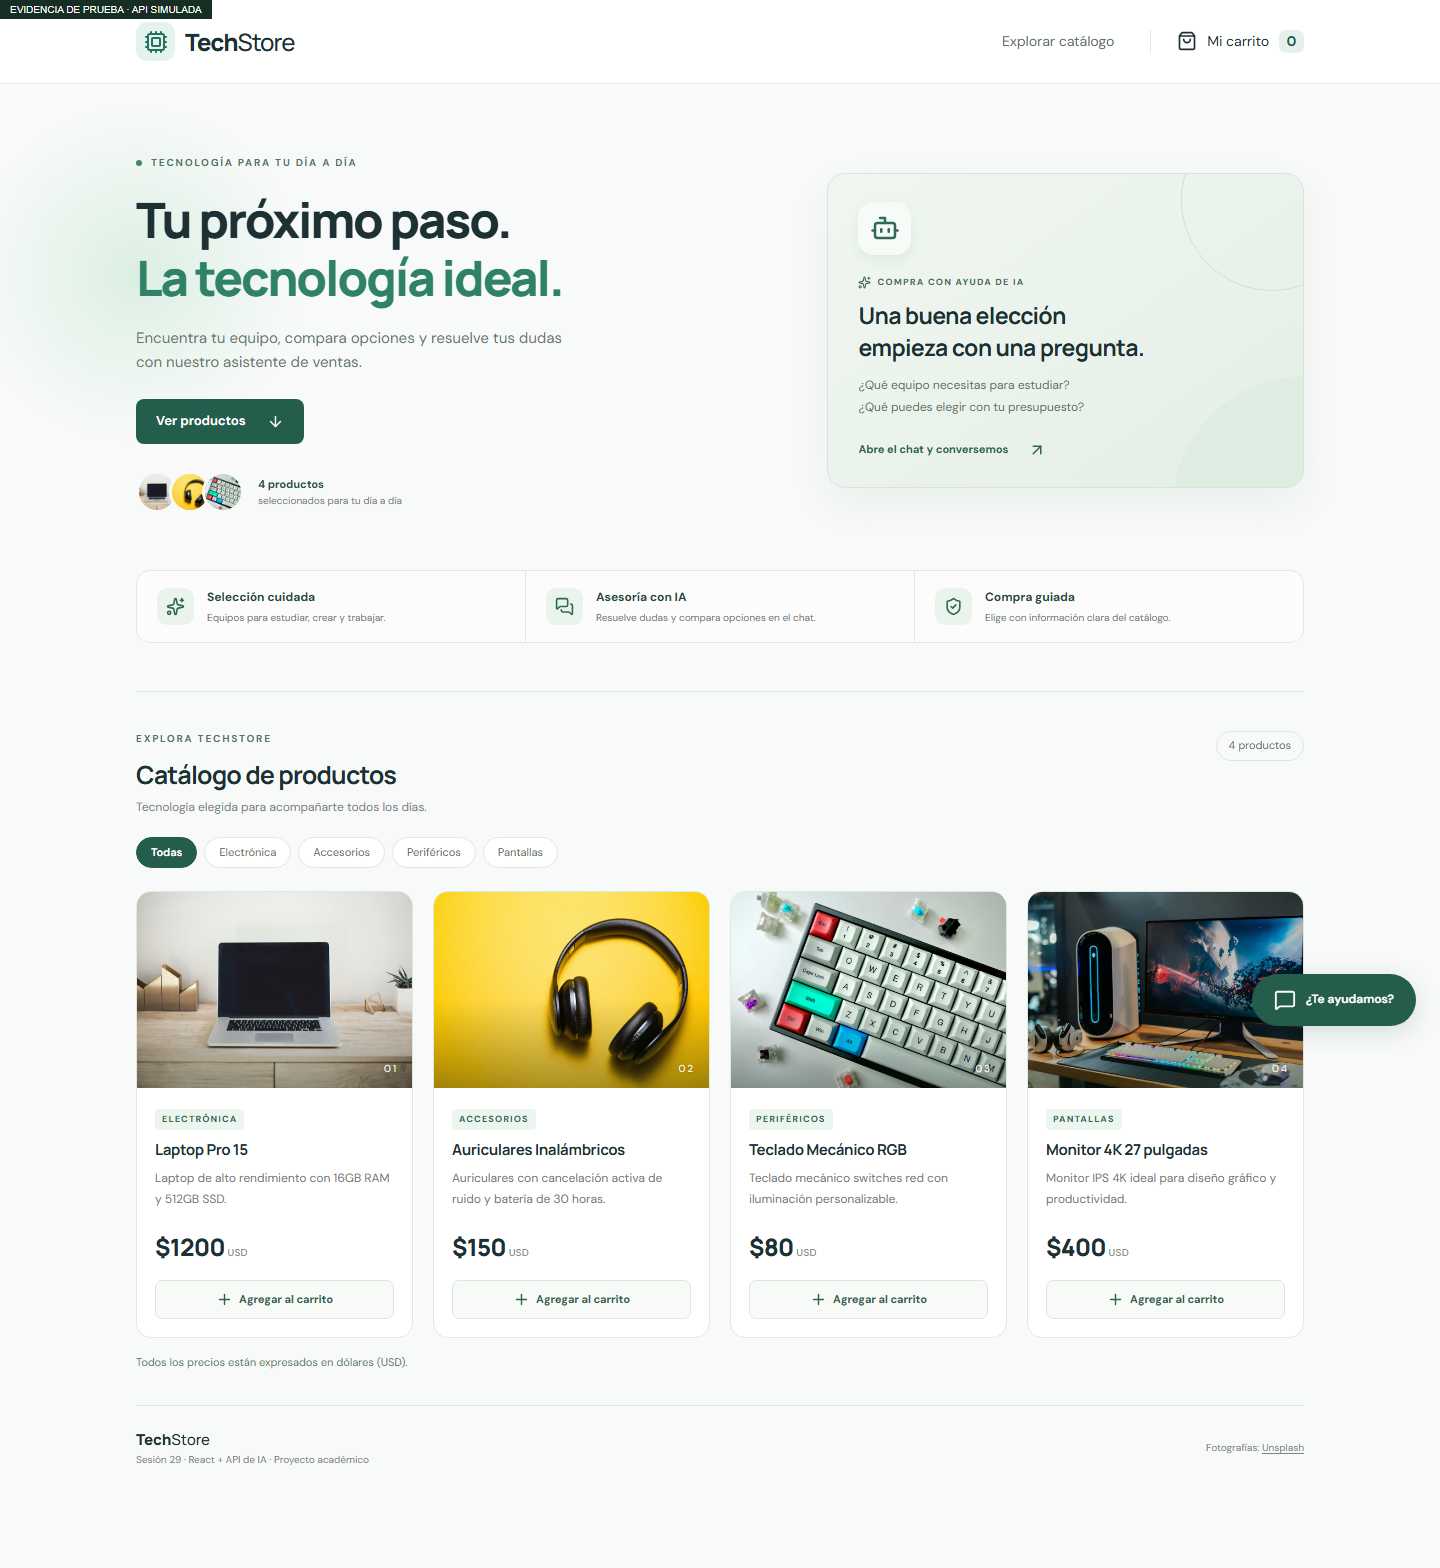 EVIDENCIA DE PRUEBA · API SIMULADA
TechStore
Explorar catálogo
Mi carrito
0
TECNOLOGÍA PARA TU DÍA A DÍA
Tu próximo paso.
La tecnología ideal.
Encuentra tu equipo, compara opciones y resuelve tus dudas
con nuestro asistente de ventas.
Ver productos
4 productos
seleccionados para tu día a día
COMPRA CON AYUDA DE IA
Una buena elección
empieza con una pregunta.
¿Qué equipo necesitas para estudiar?
¿Qué puedes elegir con tu presupuesto?
Abre el chat y conversemos
Selección cuidada
Equipos para estudiar, crear y trabajar.
Asesoría con IA
Resuelve dudas y compara opciones en el chat.
Compra guiada
Elige con información clara del catálogo.
EXPLORA TECHSTORE
Catálogo de productos
Tecnología elegida para acompañarte todos los días.
4 productos
Todas
Electrónica
Accesorios
Periféricos
Pantallas
01
ELECTRÓNICA
Laptop Pro 15
Laptop de alto rendimiento con 16GB RAM
y 512GB SSD.
$1200 USD
Agregar al carrito
02
ACCESORIOS
Auriculares Inalámbricos
Auriculares con cancelación activa de
ruido y batería de 30 horas.
$150 USD
Agregar al carrito
03
PERIFÉRICOS
Teclado Mecánico RGB
Teclado mecánico switches red con
iluminación personalizable.
$80 USD
Agregar al carrito
04
PANTALLAS
Monitor 4K 27 pulgadas
Monitor IPS 4K ideal para diseño gráfico y
productividad.
$400 USD
Agregar al carrito
¿Te ayudamos?
Todos los precios están expresados en dólares (USD).
TechStore
Sesión 29 · React + API de IA · Proyecto académico
Fotografías: Unsplash